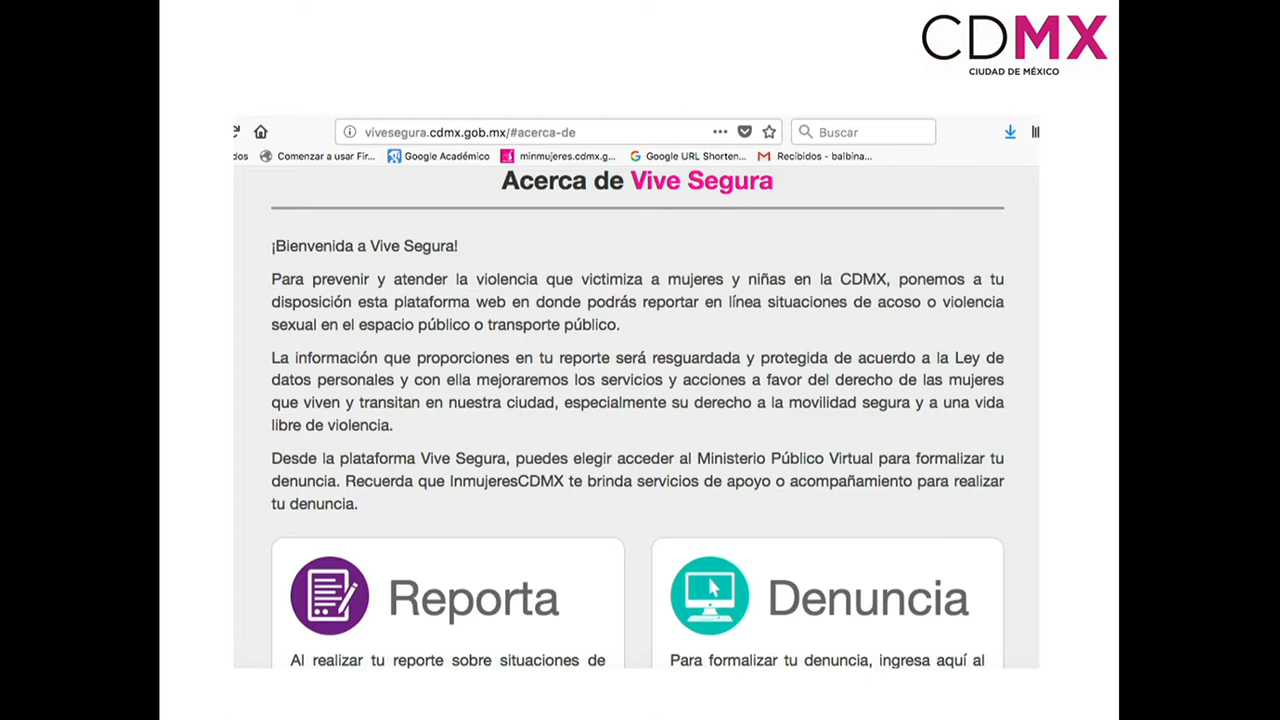 CDMX
CIUDAD DE MÉXICO
vivesegura.cdmx.gob.mx/#acerca-de
Buscar
dos Comenzar a usar Fir... Google Académico minmujeres.cdmx.g... Google URL Shorten... Recibidos - balbina...
Acerca de Vive Segura
¡Bienvenida a Vive Segura!
Para prevenir y atender la violencia que victimiza a mujeres y niñas en la CDMX, ponemos a tu
disposición esta plataforma web en donde podrás reportar en línea situaciones de acoso o violencia
sexual en el espacio público o transporte público.
La información que proporciones en tu reporte será resguardada y protegida de acuerdo a la Ley de
datos personales y con ella mejoraremos los servicios y acciones a favor del derecho de las mujeres
que viven y transitan en nuestra ciudad, especialmente su derecho a la movilidad segura y a una vida
libre de violencia.
Desde la plataforma Vive Segura, puedes elegir acceder al Ministerio Público Virtual para formalizar tu
denuncia. Recuerda que InmujeresCDMX te brinda servicios de apoyo o acompañamiento para realizar
tu denuncia.
Reporta
Al realizar tu reporte sobre situaciones de
Denuncia
Para formalizar tu denuncia, ingresa aquí al